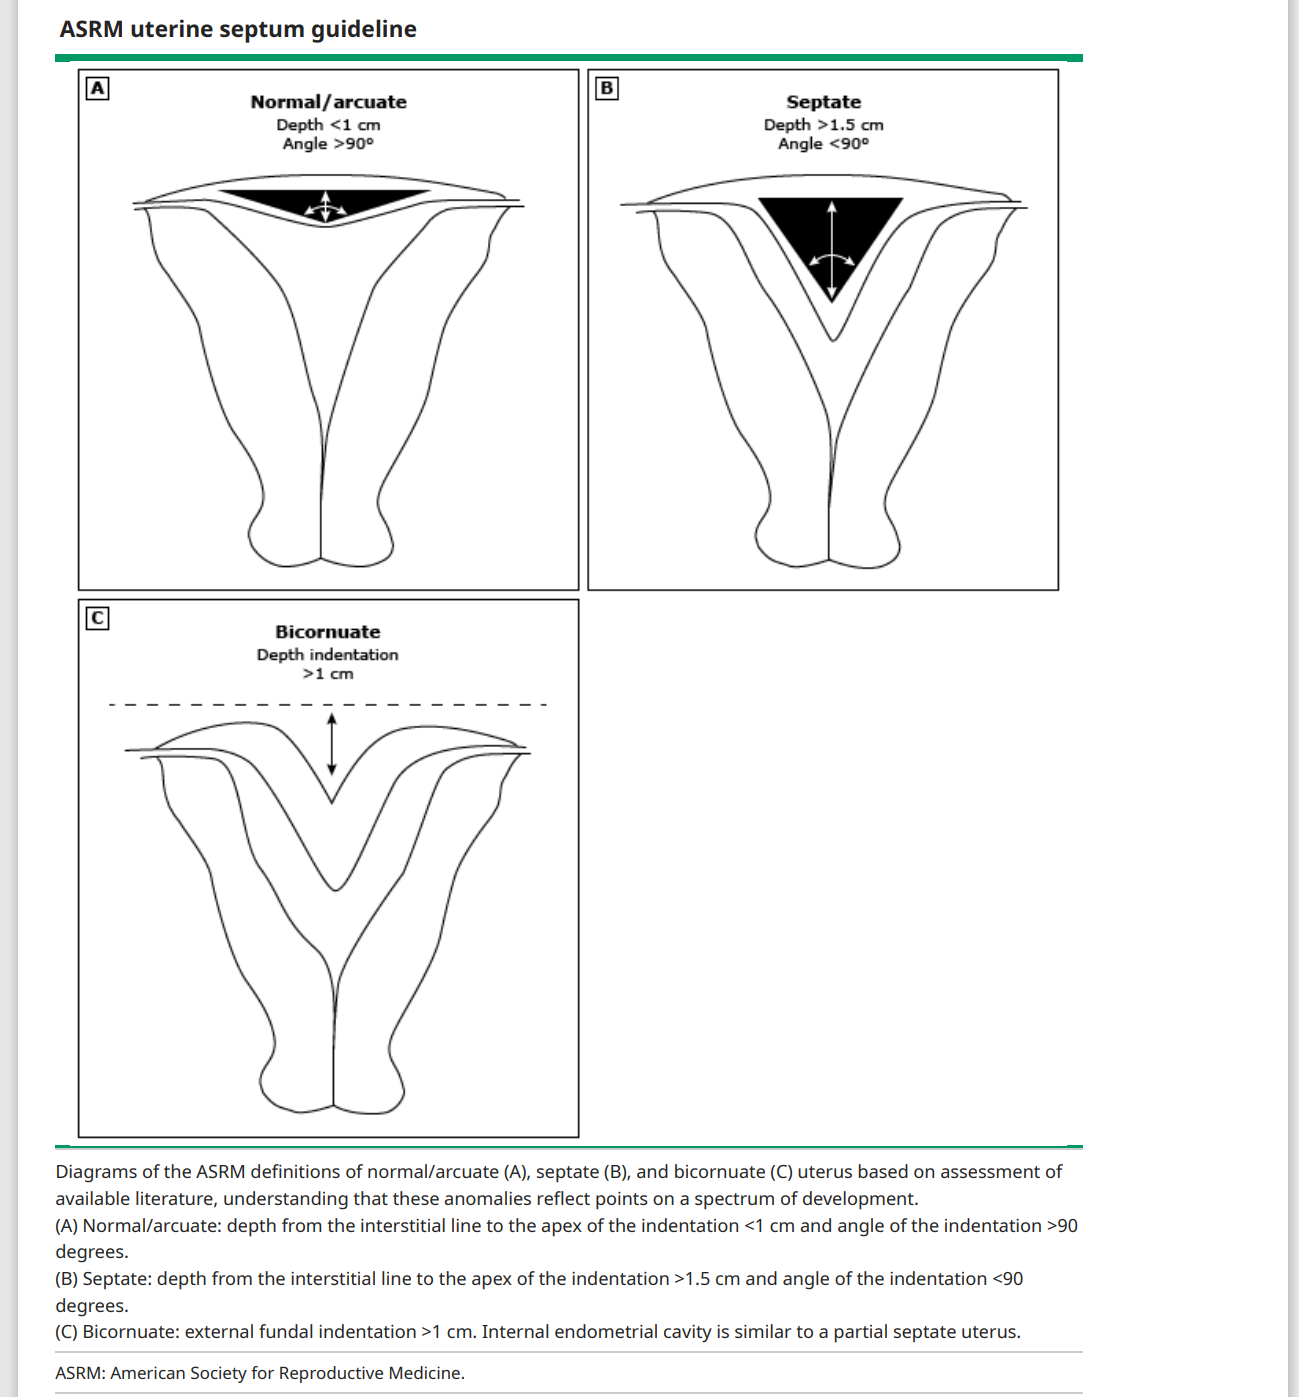 ASRM uterine septum guideline
A
Normal/arcuate
Depth <1 cm
Angle >90º
B
Septate
Depth >1.5 cm
Angle <90º
C
Bicornuate
Depth indentation
>1 cm
Diagrams of the ASRM definitions of normal/arcuate (A), septate (B), and bicornuate (C) uterus based on assessment of
available literature, understanding that these anomalies reflect points on a spectrum of development.
(A) Normal/arcuate: depth from the interstitial line to the apex of the indentation <1 cm and angle of the indentation >90
degrees.
(B) Septate: depth from the interstitial line to the apex of the indentation >1.5 cm and angle of the indentation <90
degrees.
(C) Bicornuate: external fundal indentation >1 cm. Internal endometrial cavity is similar to a partial septate uterus.
ASRM: American Society for Reproductive Medicine.